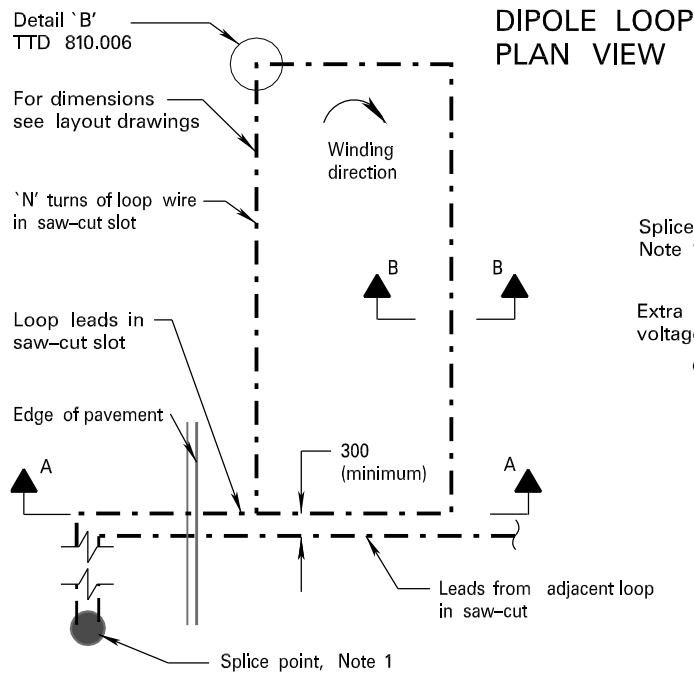 DIPOLE LOOP
PLAN VIEW
Detail `B'
TTD 810.006
For dimensions
see layout drawings
Winding
direction
`N' turns of loop wire
in saw–cut slot
Splice
Note
B
B
Extra
voltage
Loop leads in
saw–cut slot
Edge of pavement
300
(minimum)
A
A
Leads from adjacent loop
in saw–cut
Splice point, Note 1